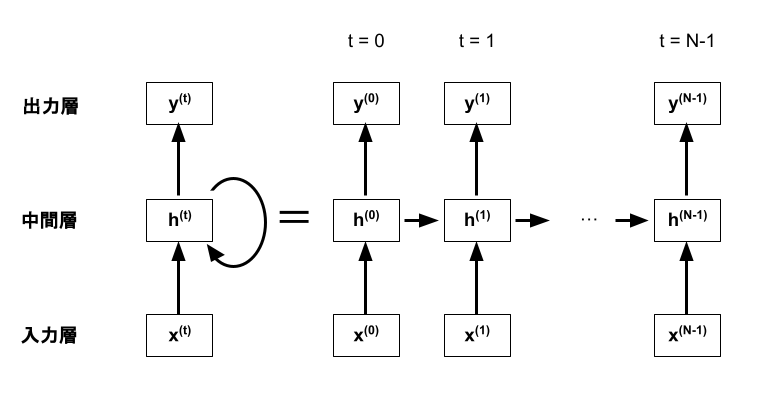 t = 0 t = 1 t = N-1
出力層 y(t) y(0) y(1) y(N-1)
中間層 h(t) = h(0) h(1) … h(N-1)
入力層 x(t) x(0) x(1) x(N-1)